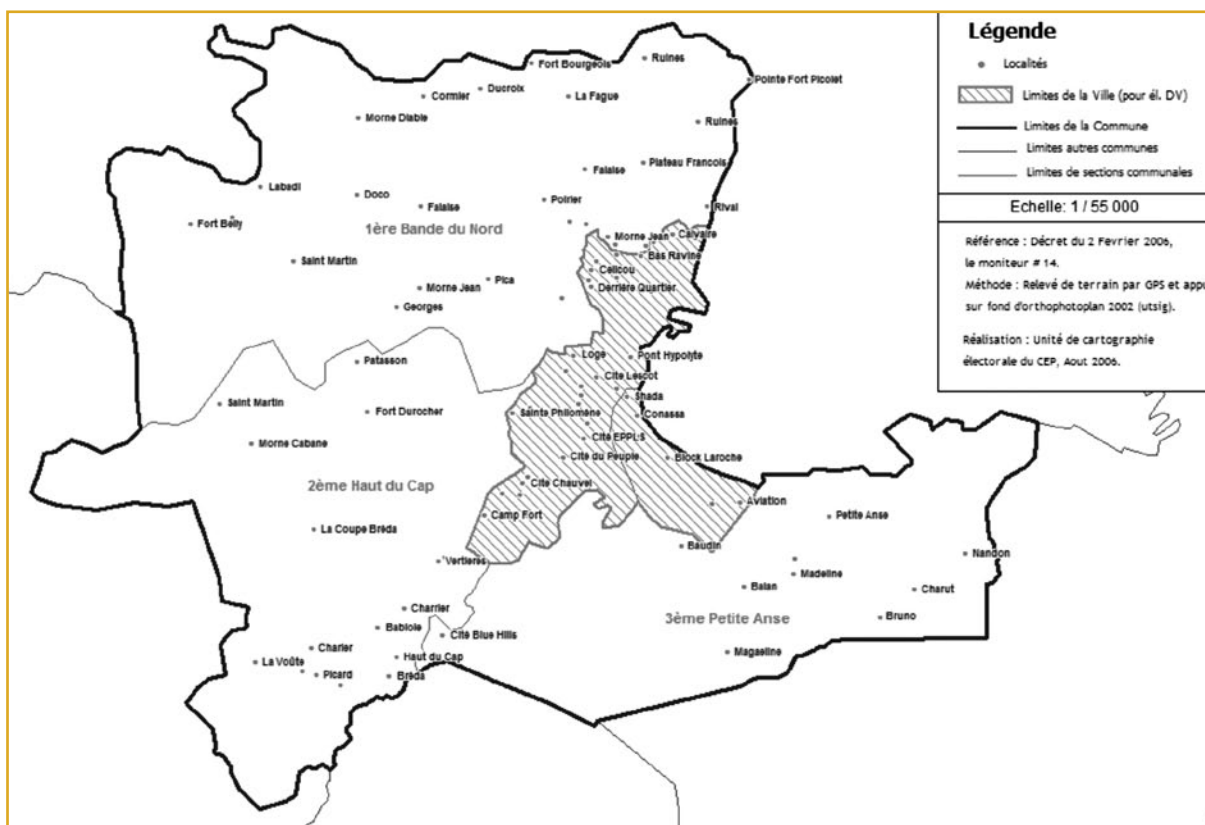 Légende
Localités
Limites de la Ville (pour él. DV)
Limites de la Commune
Limites autres communes
Limites de sections communales
Echelle: 1 / 55 000
Référence : Décret du 2 Fevrier 2006,
le moniteur # 14.
Méthode : Relevé de terrain par GPS et appu
sur fond d'orthophotoplan 2002 (utsig).
Réalisation : Unité de cartographie
électorale du CEP, Aout 2006.
Fort Bourgeois
Ruines
Pointe Fort Picolet
Ducroix
Cormier
La Fague
Morne Diable
Ruines
Plateau Francois
Falaise
Labadi
Doco
Falaise
Poirier
Rival
Fort Belly
1ère Bande du Nord
Morne Jean
Calvaire
Bas Ravine
Saint Martin
Celicou
Pica
Morne Jean
Derrière Quartier
Georges
Patasson
Loge
Pont Hypolyte
Cité Lescot
Saint Martin
Fort Durocher
Sainte Philomène
Shada
Conassa
Morne Cabane
Cité EPPLS
Cité du Peuple
Block Laroche
2ème Haut du Cap
Cité Chauvel
Aviation
Camp Fort
Petite Anse
La Coupe Bréda
Baudin
Nandon
Vertieres
Madeline
Balan
Charut
Charrier
3ème Petite Anse
Bruno
Babiole
Cité Blue Hills
Charier
Haut du Cap
Magaeline
La Voûte
Picard
Bréda